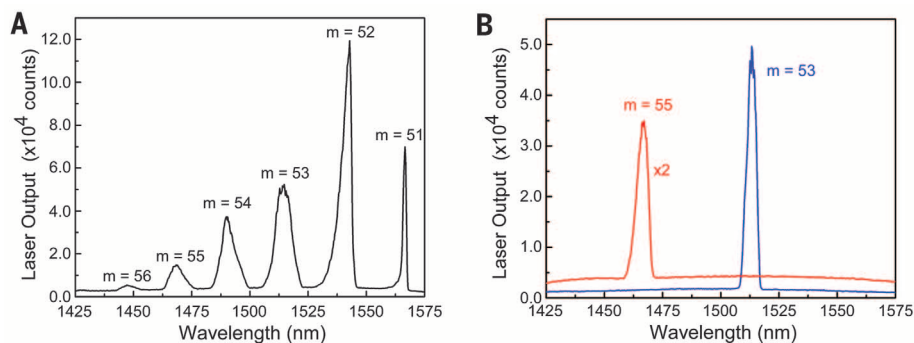 A
Laser Output (x10⁴ counts)
12.0
10.0
8.0
6.0
4.0
2.0
0.0
m = 56
m = 55
m = 54
m = 53
m = 52
m = 51
1425
1450
1475
1500
1525
1550
1575
Wavelength (nm)
B
Laser Output (x10⁴ counts)
5.0
4.0
3.0
2.0
1.0
0.0
m = 55
x2
m = 53
1425
1450
1475
1500
1525
1550
1575
Wavelength (nm)